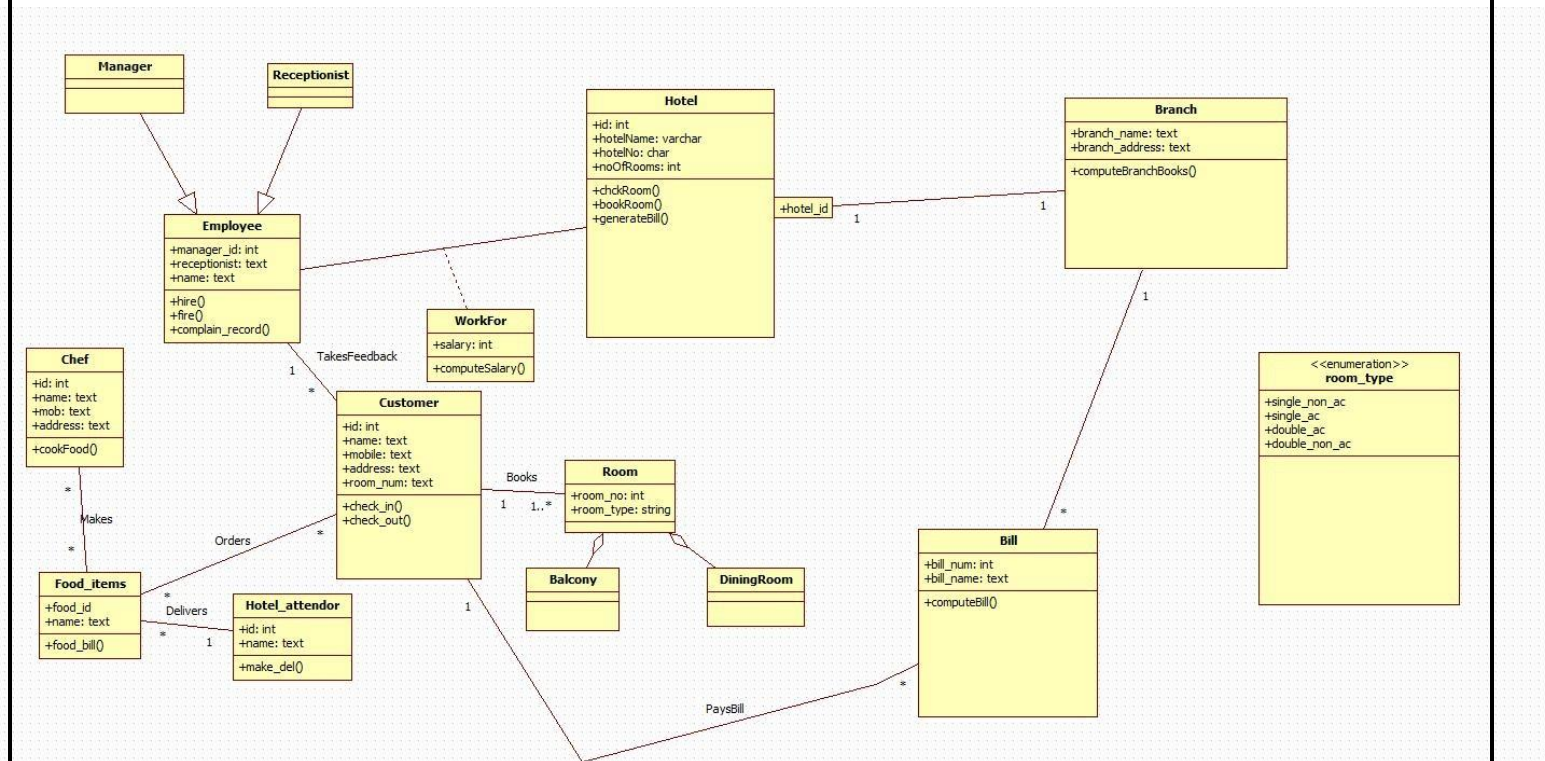 Manager
Receptionist
Hotel
+id: int
+hotelName: varchar
+hotelNo: char
+noOfRooms: int
+chckRoom()
+bookRoom()
+generateBill()
+hotel_id
1
1
Branch
+branch_name: text
+branch_address: text
+computeBranchBooks()
Employee
+manager_id: int
+receptionist: text
+name: text
+hire()
+fire()
+complain_record()
WorkFor
+salary: int
+computeSalary()
1
TakesFeedback
*
Chef
+id: int
+name: text
+mob: text
+address: text
+cookFood()
Customer
+id: int
+name: text
+mobile: text
+address: text
+room_num: text
+check_in()
+check_out()
<<enumeration>>
room_type
+single_non_ac
+single_ac
+double_ac
+double_non_ac
Books
1
1..*
Room
+room_no: int
+room_type: string
Balcony
DiningRoom
*
Makes
*
Orders
*
*
Food_items
+food_id
+name: text
+food_bill()
Delivers
*
1
Hotel_attendor
+id: int
+name: text
+make_del()
1
*
Bill
+bill_num: int
+bill_name: text
+computeBill()
1
PaysBill
*